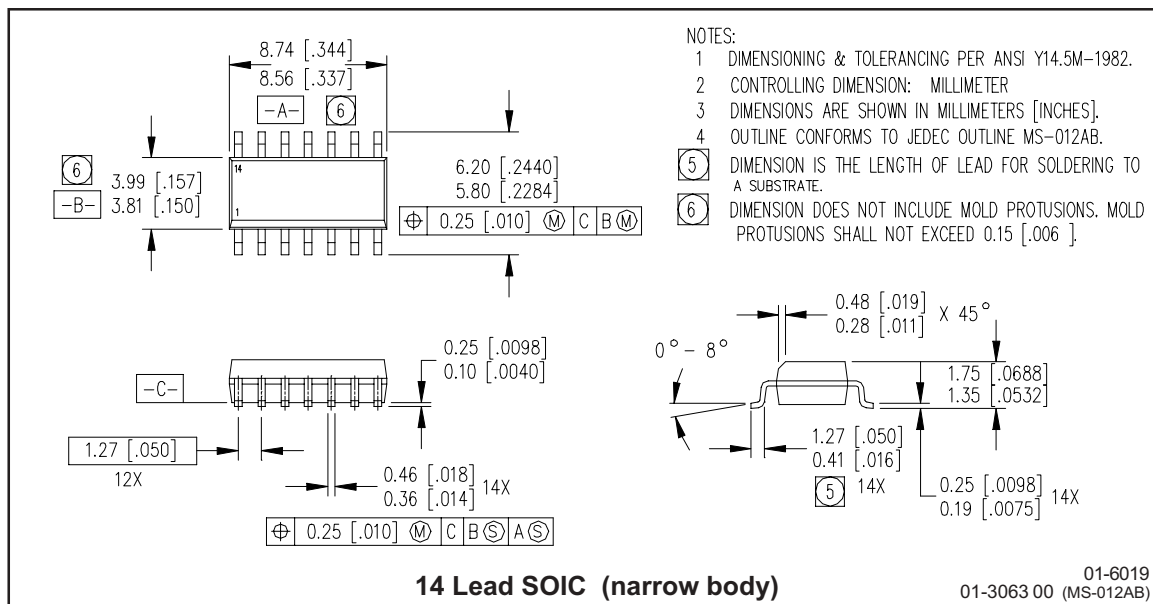 8.74 [.344]
8.56 [.337]
-A- 6
6
3.99 [.157]
-B- 3.81 [.150]
14
1
6.20 [.2440]
5.80 [.2284]
⌖ 0.25 [.010] Ⓜ C B Ⓜ
NOTES:
1 DIMENSIONING & TOLERANCING PER ANSI Y14.5M-1982.
2 CONTROLLING DIMENSION: MILLIMETER
3 DIMENSIONS ARE SHOWN IN MILLIMETERS [INCHES].
4 OUTLINE CONFORMS TO JEDEC OUTLINE MS-012AB.
5 DIMENSION IS THE LENGTH OF LEAD FOR SOLDERING TO
A SUBSTRATE.
6 DIMENSION DOES NOT INCLUDE MOLD PROTUSIONS. MOLD
PROTUSIONS SHALL NOT EXCEED 0.15 [.006 ].
-C-
0.25 [.0098]
0.10 [.0040]
1.27 [.050]
12X
0.46 [.018]
0.36 [.014] 14X
⌖ 0.25 [.010] Ⓜ C B Ⓢ A Ⓢ
0.48 [.019]
0.28 [.011] X 45°
0° - 8°
1.75 [.0688]
1.35 [.0532]
1.27 [.050]
0.41 [.016]
5 14X
0.25 [.0098]
0.19 [.0075] 14X
14 Lead SOIC (narrow body)
01-6019
01-3063 00 (MS-012AB)